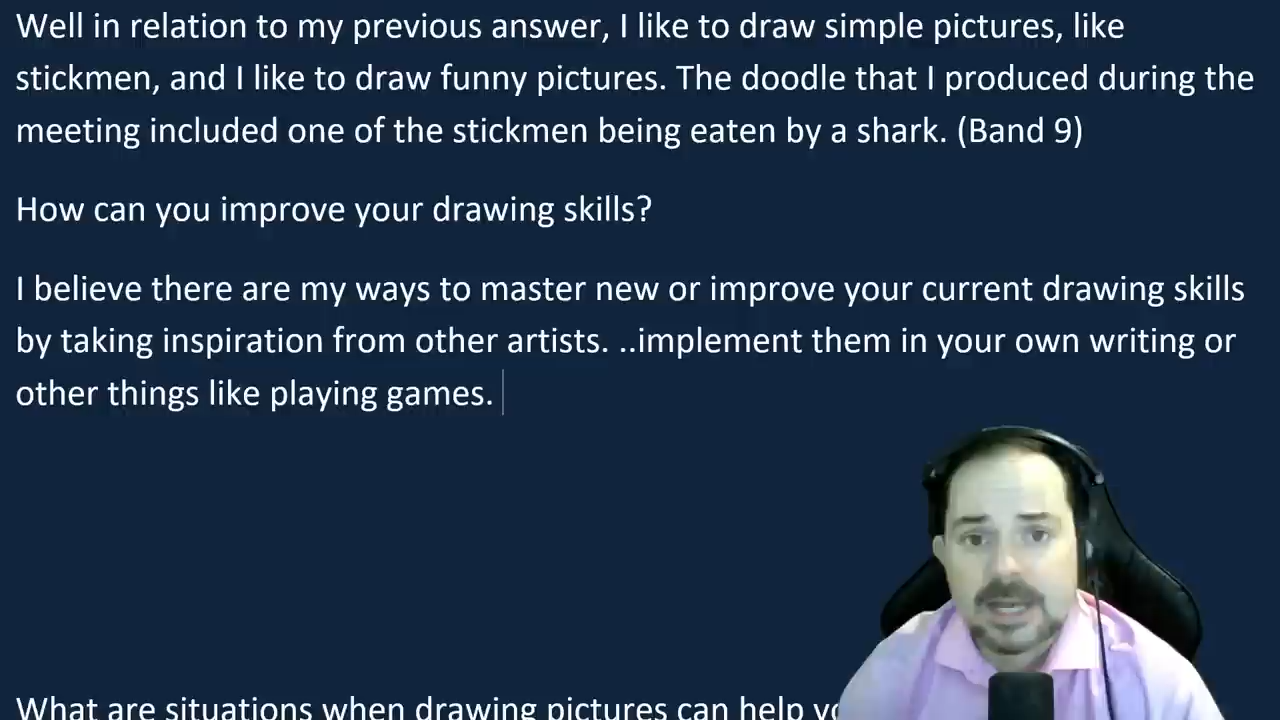 Well in relation to my previous answer, I like to draw simple pictures, like
stickmen, and I like to draw funny pictures. The doodle that I produced during the
meeting included one of the stickmen being eaten by a shark. (Band 9)
How can you improve your drawing skills?
I believe there are my ways to master new or improve your current drawing skills
by taking inspiration from other artists. ..implement them in your own writing or
other things like playing games.
What are situations when drawing pictures can help